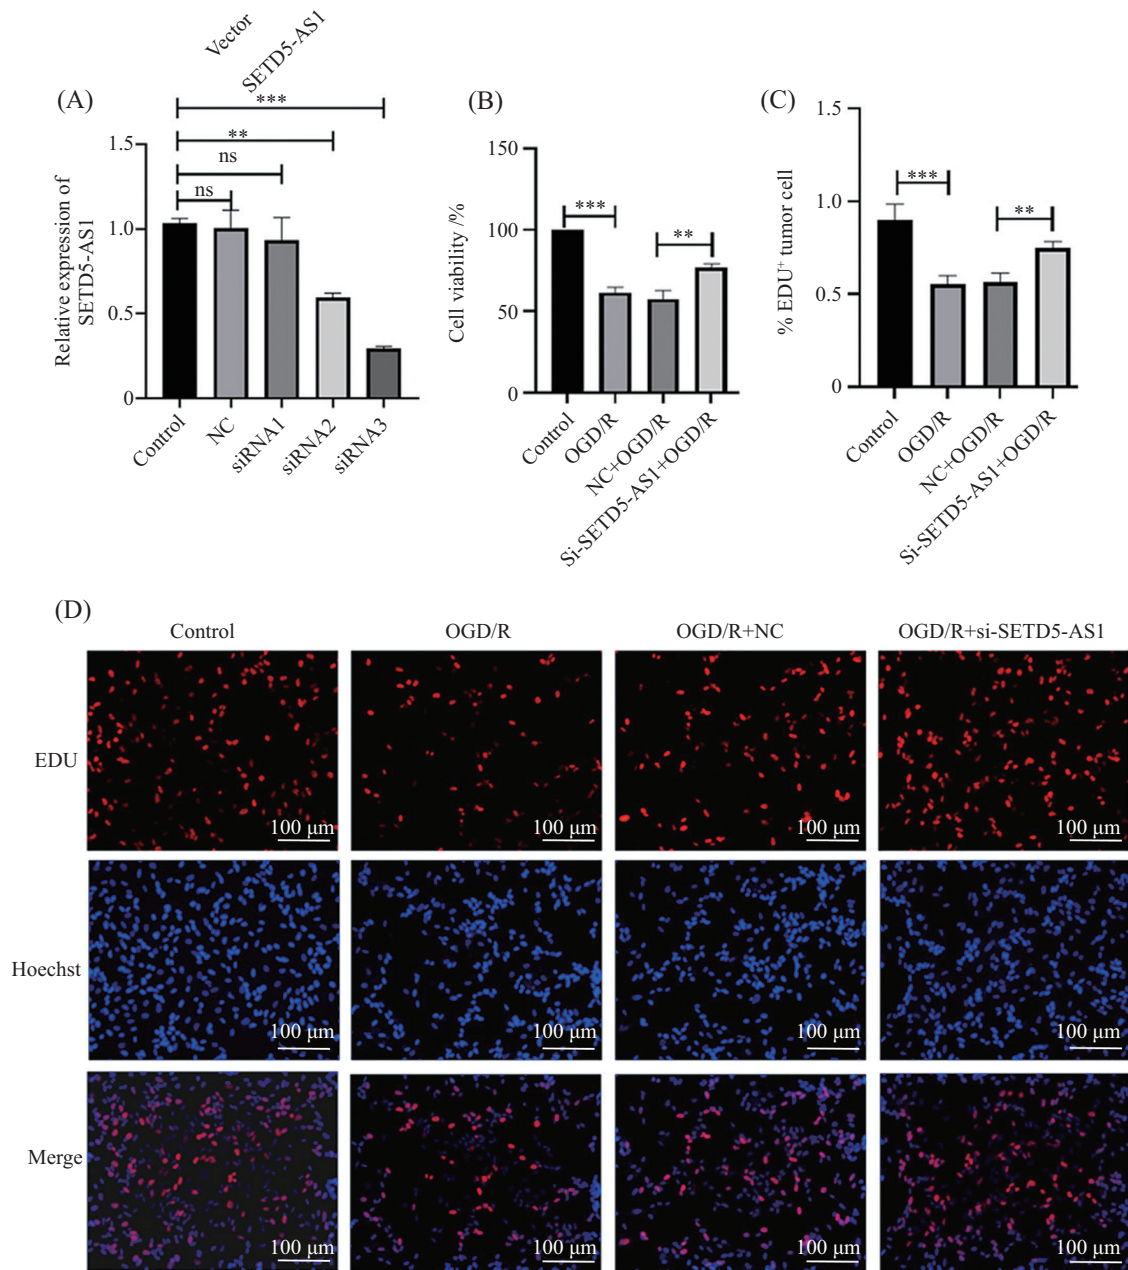 Vector
SETD5-AS1
(A)
***
**
ns
ns
Relative expression of
SETD5-AS1
1.5
1.0
0.5
0
Control
NC
siRNA1
siRNA2
siRNA3
(B)
***
**
Cell viability /%
150
100
50
0
Control
OGD/R
NC+OGD/R
Si-SETD5-AS1+OGD/R
(C)
***
**
% EDU⁺ tumor cell
1.5
1.0
0.5
0
Control
OGD/R
NC+OGD/R
Si-SETD5-AS1+OGD/R
(D)
Control
OGD/R
OGD/R+NC
OGD/R+si-SETD5-AS1
EDU
100 μm
100 μm
100 μm
100 μm
Hoechst
100 μm
100 μm
100 μm
100 μm
Merge
100 μm
100 μm
100 μm
100 μm